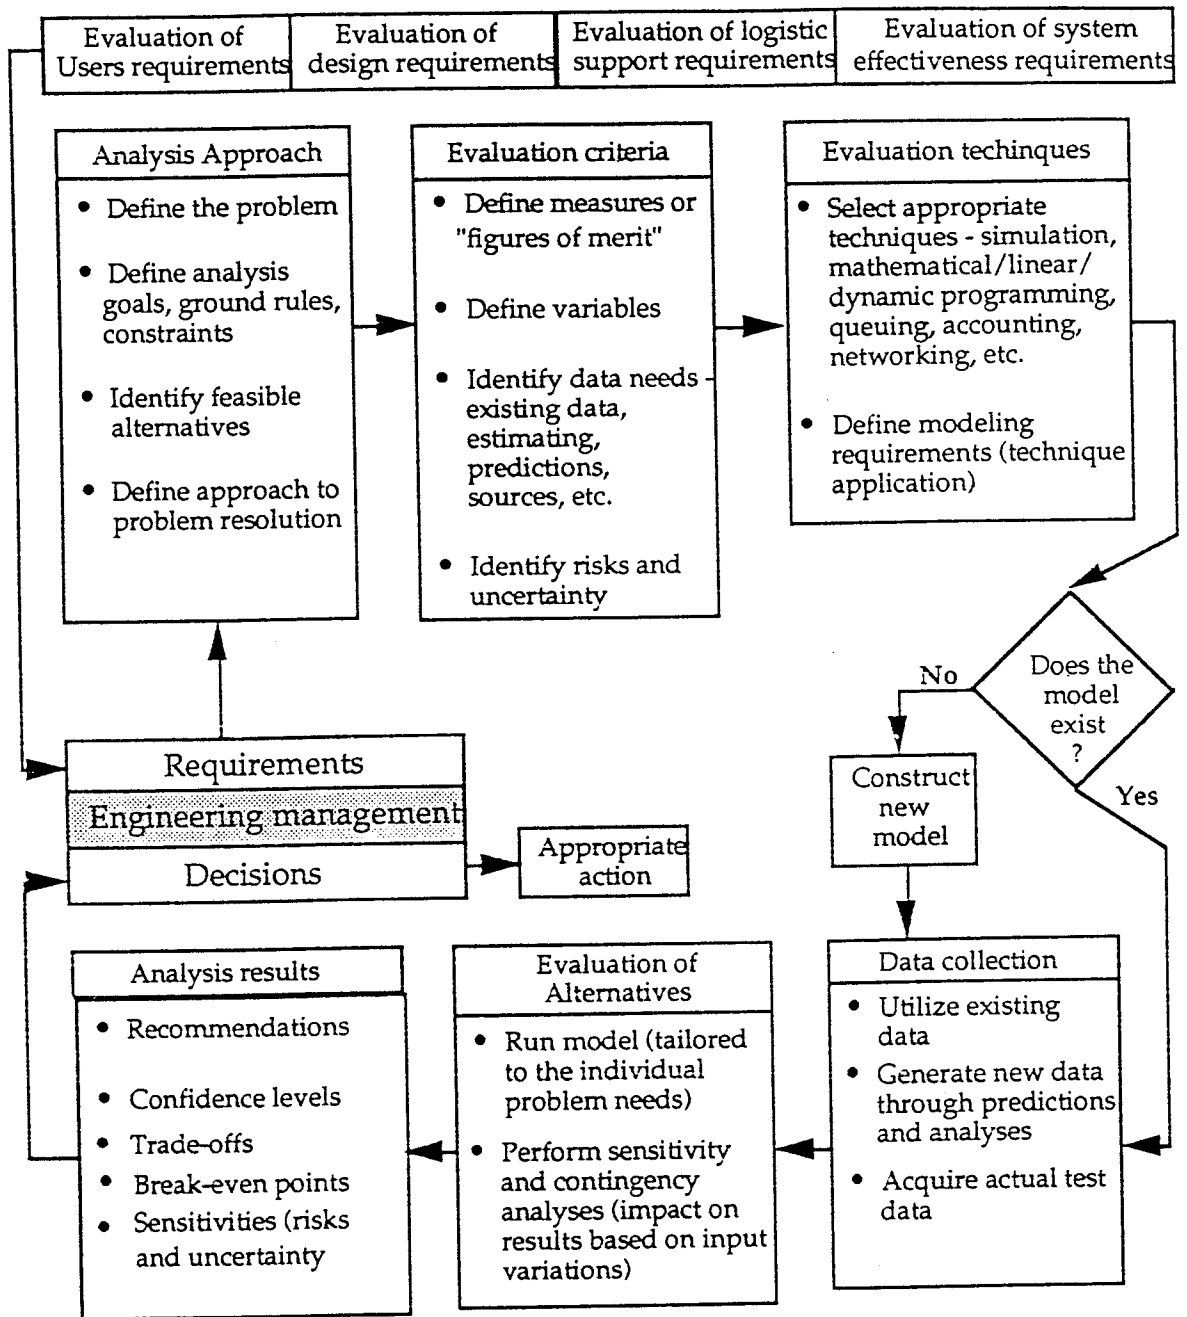 Evaluation of
Users requirements
Evaluation of
design requirements
Evaluation of logistic
support requirements
Evaluation of system
effectiveness requirements
Analysis Approach
• Define the problem
• Define analysis
goals, ground rules,
constraints
• Identify feasible
alternatives
• Define approach to
problem resolution
Evaluation criteria
• Define measures or
"figures of merit"
• Define variables
• Identify data needs -
existing data,
estimating,
predictions,
sources, etc.
• Identify risks and
uncertainty
Evaluation techinques
• Select appropriate
techniques - simulation,
mathematical/linear/
dynamic programming,
queuing, accounting,
networking, etc.
• Define modeling
requirements (technique
application)
Does the
model
exist
?
No
Yes
Construct
new
model
Requirements
Engineering management
Decisions
Appropriate
action
Data collection
• Utilize existing
data
• Generate new data
through predictions
and analyses
• Acquire actual test
data
Evaluation of
Alternatives
• Run model (tailored
to the individual
problem needs)
• Perform sensitivity
and contingency
analyses (impact on
results based on input
variations)
Analysis results
• Recommendations
• Confidence levels
• Trade-offs
• Break-even points
• Sensitivities (risks
and uncertainty